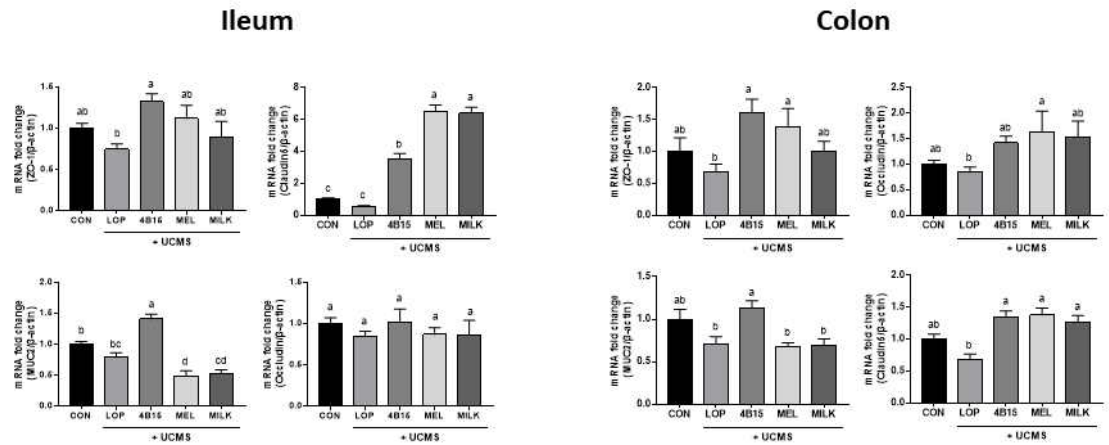 Ileum
Colon
mRNA fold change
(ZO-1/β-actin)
1.6
1.0
0.6
0.0
ab
b
a
ab
ab
CON LOP 4B16 MEL MILK
+ UCMS
mRNA fold change
(Claudin6/β-actin)
8
6
4
2
0
c
c
b
a
a
CON LOP 4B15 MEL MILK
+ UCMS
mRNA fold change
(ZO-1/β-actin)
2.0
1.5
1.0
0.5
0.0
ab
b
a
a
ab
CON LOP 4B15 MEL MILK
+ UCMS
mRNA fold change
(Occludin/β-actin)
2.5
2.0
1.5
1.0
0.5
0.0
ab
b
ab
a
ab
CON LOP 4B15 MEL MILK
+ UCMS
mRNA fold change
(MUC2/β-actin)
2.0
1.6
1.0
0.6
0.0
b
bc
a
d
cd
CON LOP 4B15 MEL MILK
+ UCMS
mRNA fold change
(Occludin/β-actin)
1.5
1.0
0.5
0.0
a
a
a
a
a
CON LOP 4B16 MEL MILK
+ UCMS
mRNA fold change
(MUC2/β-actin)
1.5
1.0
0.5
0.0
ab
b
a
b
b
CON LOP 4B15 MEL MILK
+ UCMS
mRNA fold change
(Claudin6/β-actin)
2.0
1.5
1.0
0.5
0.0
ab
b
a
a
a
CON LOP 4B15 MEL MILK
+ UCMS